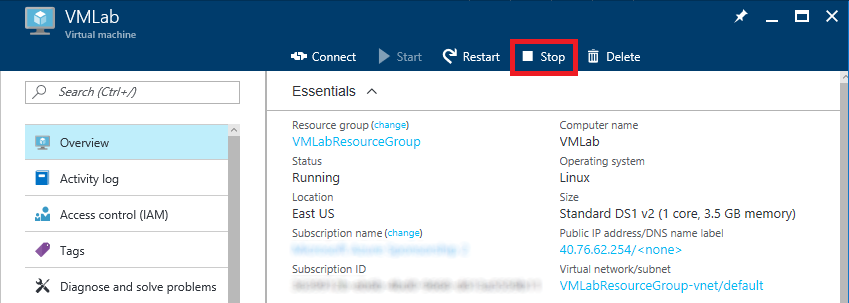 VMLab
Virtual machine
Connect Start Restart Stop Delete
Search (Ctrl+/)
Overview
Activity log
Access control (IAM)
Tags
Diagnose and solve problems
Essentials
Resource group (change)
VMLabResourceGroup
Status
Running
Location
East US
Subscription name (change)
Subscription ID
Computer name
VMLab
Operating system
Linux
Size
Standard DS1 v2 (1 core, 3.5 GB memory)
Public IP address/DNS name label
40.76.62.254/<none>
Virtual network/subnet
VMLabResourceGroup-vnet/default